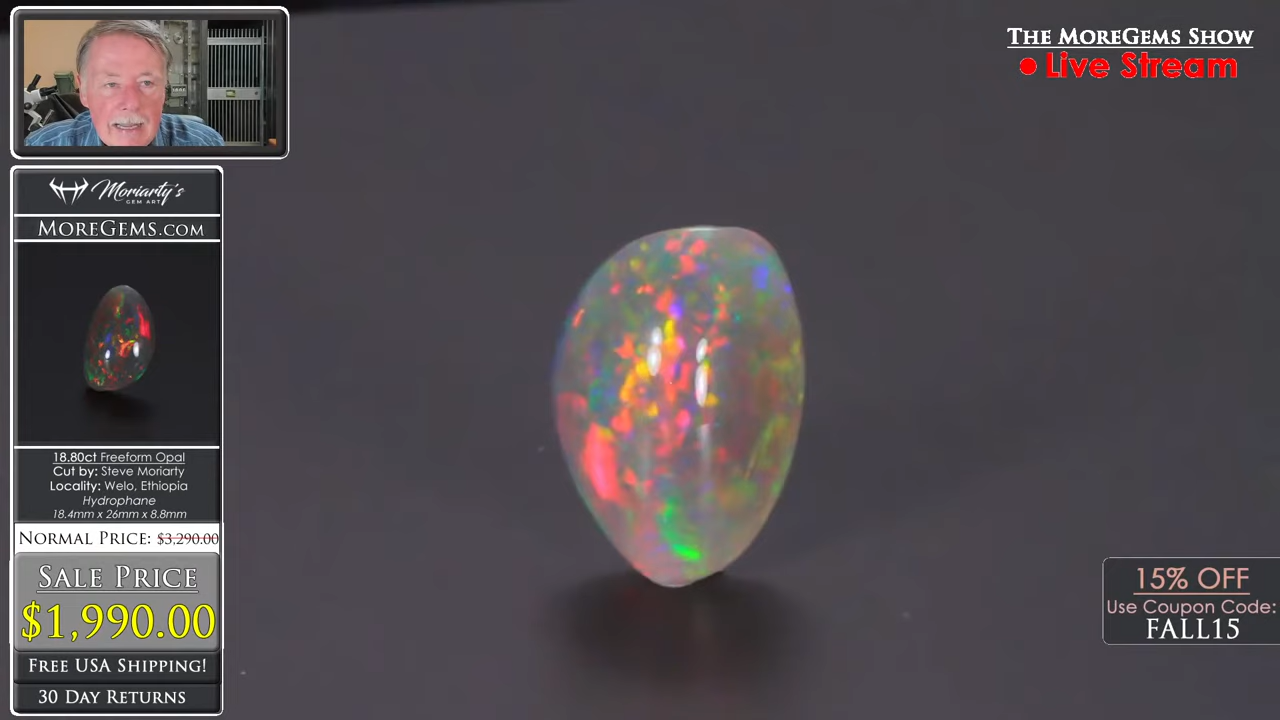 THE MOREGEMS SHOW
Live Stream
Moriarty's
GEM ART
MOREGEMS.COM
18.80ct Freeform Opal
Cut by: Steve Moriarty
Locality: Welo, Ethiopia
Hydrophane
18.4mm x 26mm x 8.8mm
NORMAL PRICE: $3,290.00
SALE PRICE
$1,990.00
FREE USA SHIPPING!
30 DAY RETURNS
15% OFF
Use Coupon Code:
FALL15